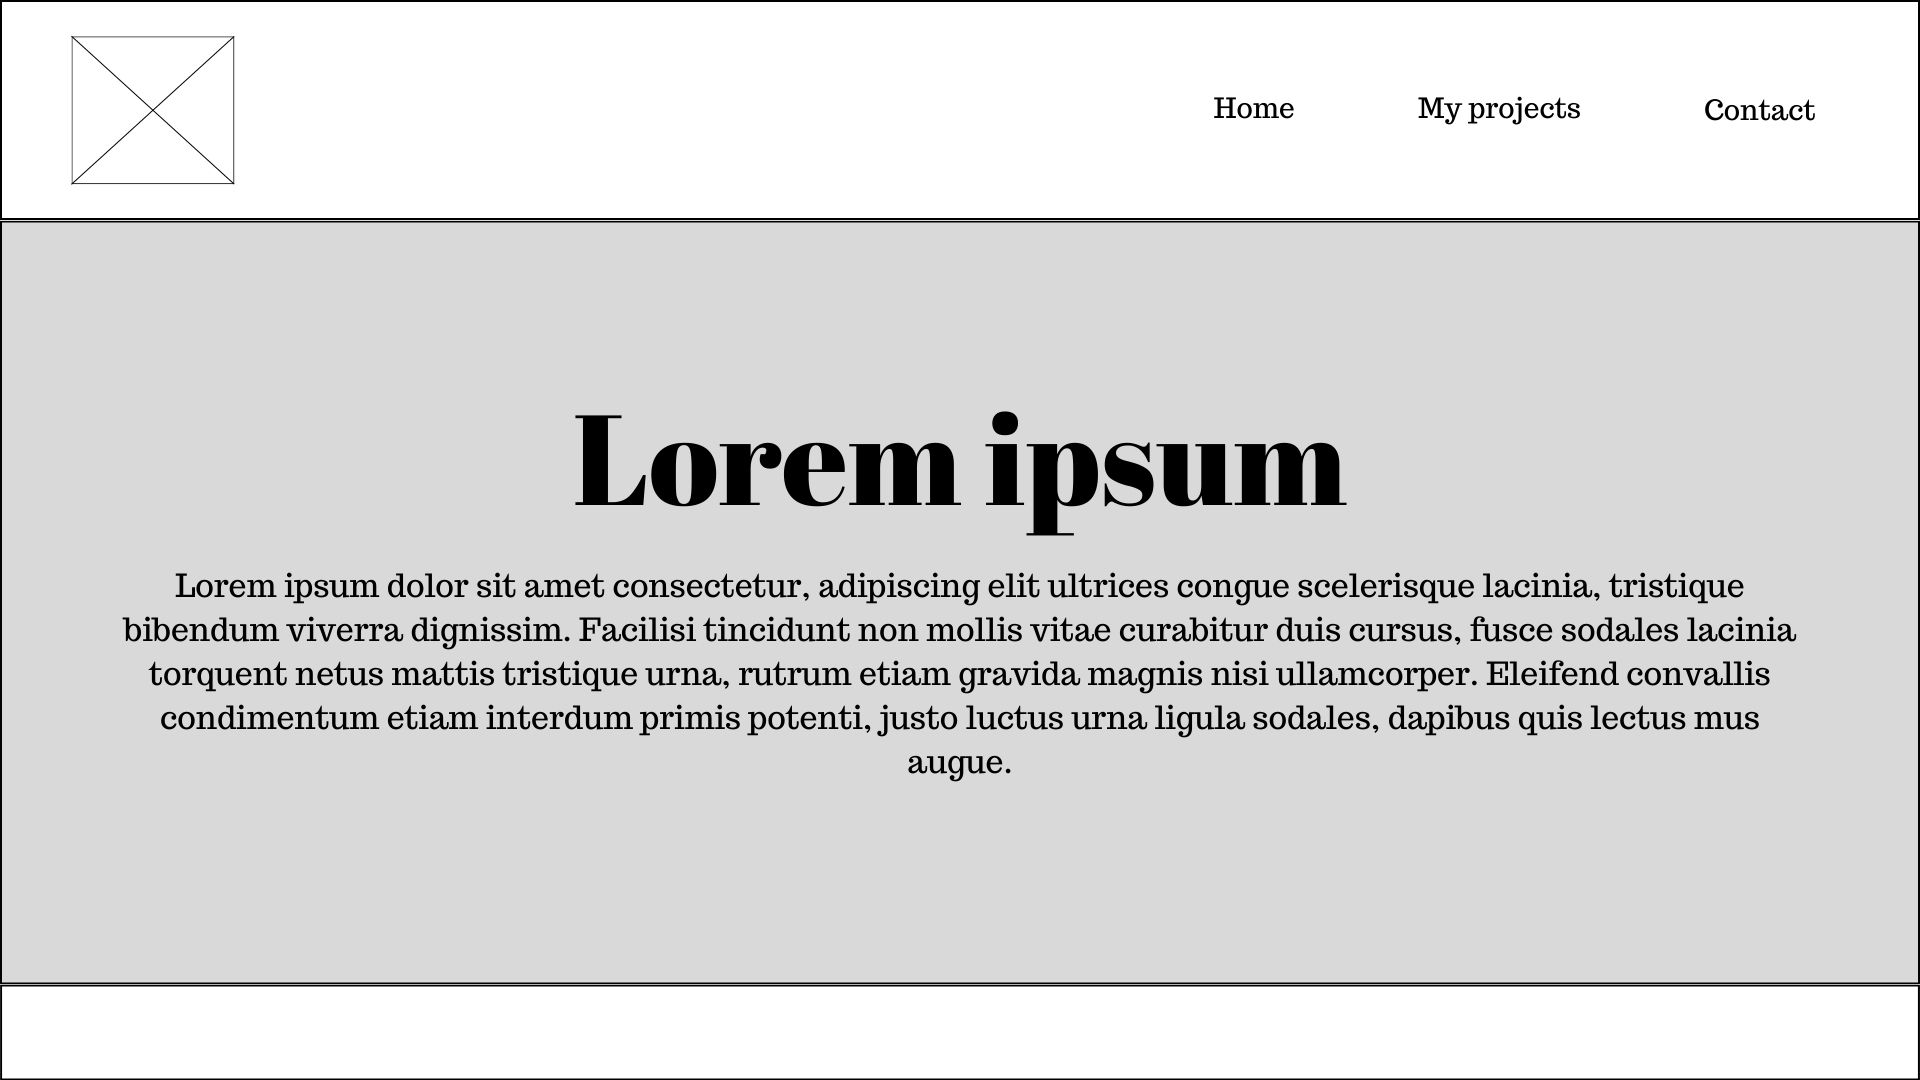 Home
My projects
Contact
Lorem ipsum
Lorem ipsum dolor sit amet consectetur, adipiscing elit ultrices congue scelerisque lacinia, tristique
bibendum viverra dignissim. Facilisi tincidunt non mollis vitae curabitur duis cursus, fusce sodales lacinia
torquent netus mattis tristique urna, rutrum etiam gravida magnis nisi ullamcorper. Eleifend convallis
condimentum etiam interdum primis potenti, justo luctus urna ligula sodales, dapibus quis lectus mus
augue.